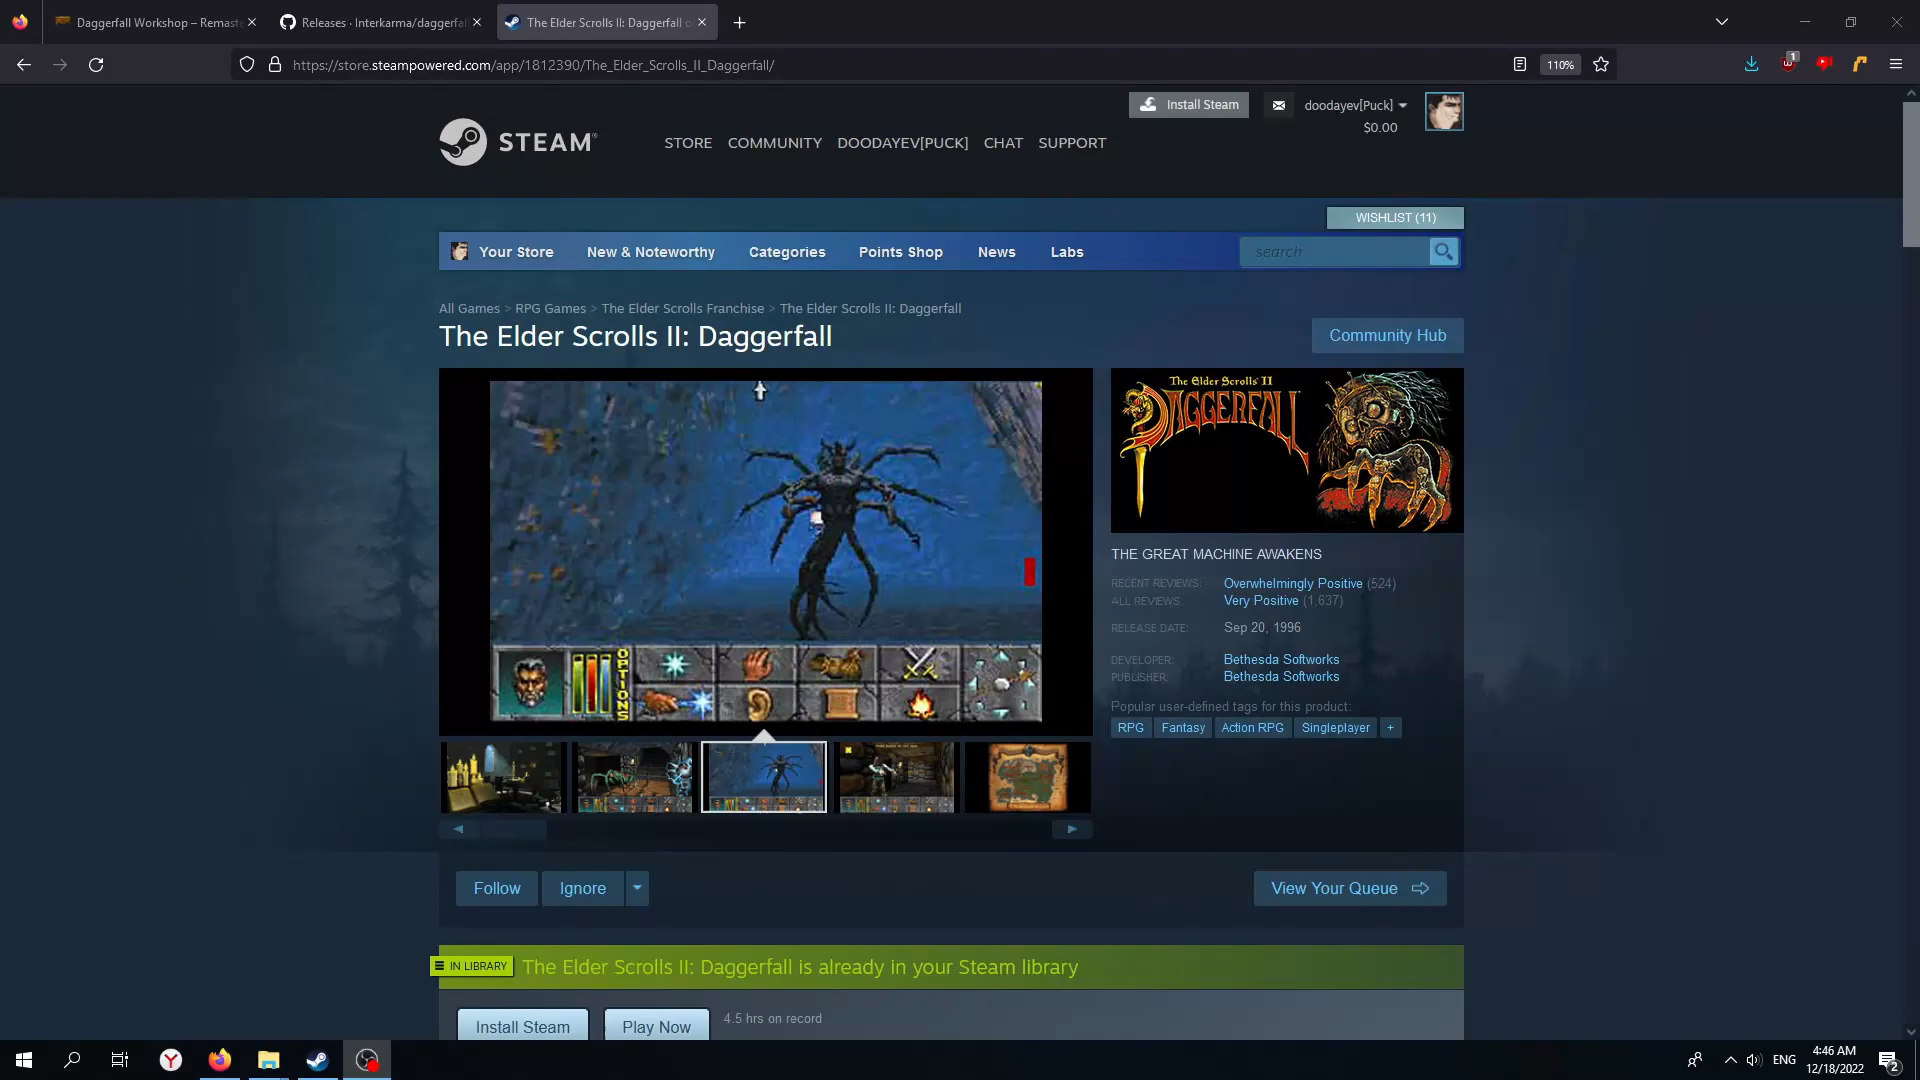 Daggerfall Workshop – Remaste
Releases · Interkarma/daggerfal
The Elder Scrolls II: Daggerfall o
https://store.steampowered.com/app/1812390/The_Elder_Scrolls_II_Daggerfall/
110%
1
Install Steam
doodayev[Puck]
$0.00
STEAM
STORE COMMUNITY DOODAYEV[PUCK] CHAT SUPPORT
WISHLIST (11)
Your Store New & Noteworthy Categories Points Shop News Labs
search
All Games > RPG Games > The Elder Scrolls Franchise > The Elder Scrolls II: Daggerfall
The Elder Scrolls II: Daggerfall
Community Hub
The Elder Scrolls II
DAGGERFALL
OPTIONS
THE GREAT MACHINE AWAKENS
RECENT REVIEWS: Overwhelmingly Positive (524)
ALL REVIEWS: Very Positive (1,637)
RELEASE DATE: Sep 20, 1996
DEVELOPER: Bethesda Softworks
PUBLISHER: Bethesda Softworks
Popular user-defined tags for this product:
RPG Fantasy Action RPG Singleplayer +
Follow Ignore
View Your Queue
IN LIBRARY The Elder Scrolls II: Daggerfall is already in your Steam library
Install Steam Play Now 4.5 hrs on record
ENG
4:46 AM
12/18/2022
2